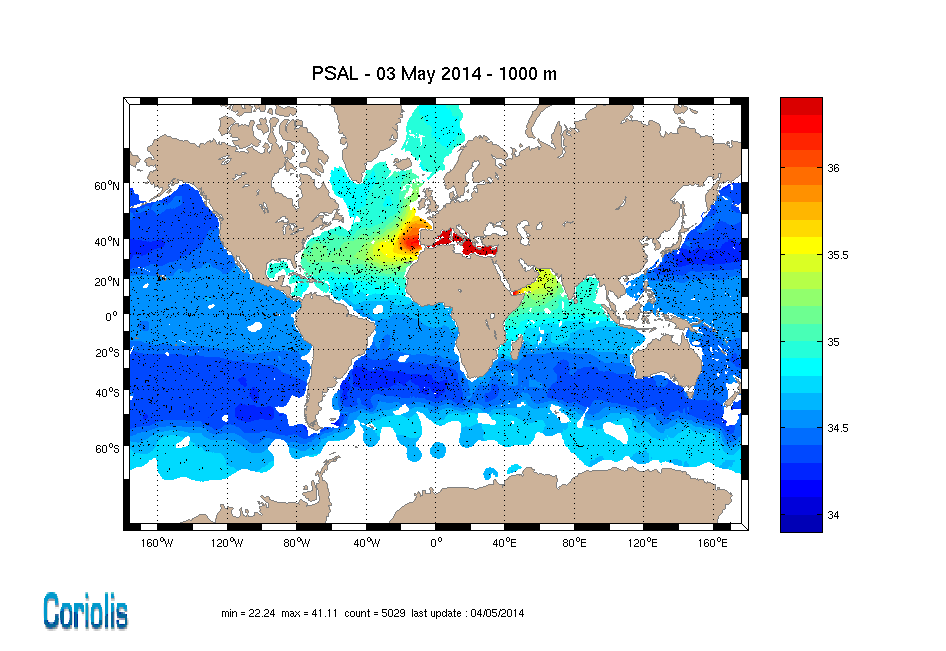 PSAL - 03 May 2014 - 1000 m
60°N
40°N
20°N
0°
20°S
40°S
60°S
160°W 120°W 80°W 40°W 0° 40°E 80°E 120°E 160°E
36
35.5
35
34.5
34
Coriolis
min = 22.24 max = 41.11 count = 5029 last update : 04/05/2014